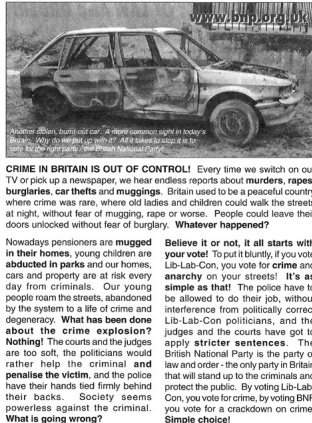 www.bnp.org.uk
Another stolen, burnt-out car. A more common sight in today's
Britain. Why do we put up with it? All it takes to stop it is to
vote for the right party - the British National Party!
CRIME IN BRITAIN IS OUT OF CONTROL! Every time we switch on ou
TV or pick up a newspaper, we hear endless reports about murders, rapes
burglaries, car thefts and muggings. Britain used to be a peaceful country
where crime was rare, where old ladies and children could walk the streets
at night, without fear of mugging, rape or worse. People could leave thei
doors unlocked without fear of burglary. Whatever happened?
Nowadays pensioners are mugged
in their homes, young children are
abducted in parks and our homes,
cars and property are at risk every
day from criminals. Our young
people roam the streets, abandoned
by the system to a life of crime and
degeneracy. What has been done
about the crime explosion?
Nothing! The courts and the judges
are too soft, the politicians would
rather help the criminal and
penalise the victim, and the police
have their hands tied firmly behind
their backs. Society seems
powerless against the criminal.
What is going wrong?
Believe it or not, it all starts with
your vote! To put it bluntly, if you vote
Lib-Lab-Con, you vote for crime and
anarchy on your streets! It's as
simple as that! The police have to
be allowed to do their job, withou
interference from politically correc
Lib-Lab-Con politicians, and the
judges and the courts have got to
apply stricter sentences. The
British National Party is the party o
law and order - the only party in Britain
that will stand up to the criminals and
protect the public. By voting Lib-Lab
Con, you vote for crime, by voting BNP
you vote for a crackdown on crime
Simple choice!